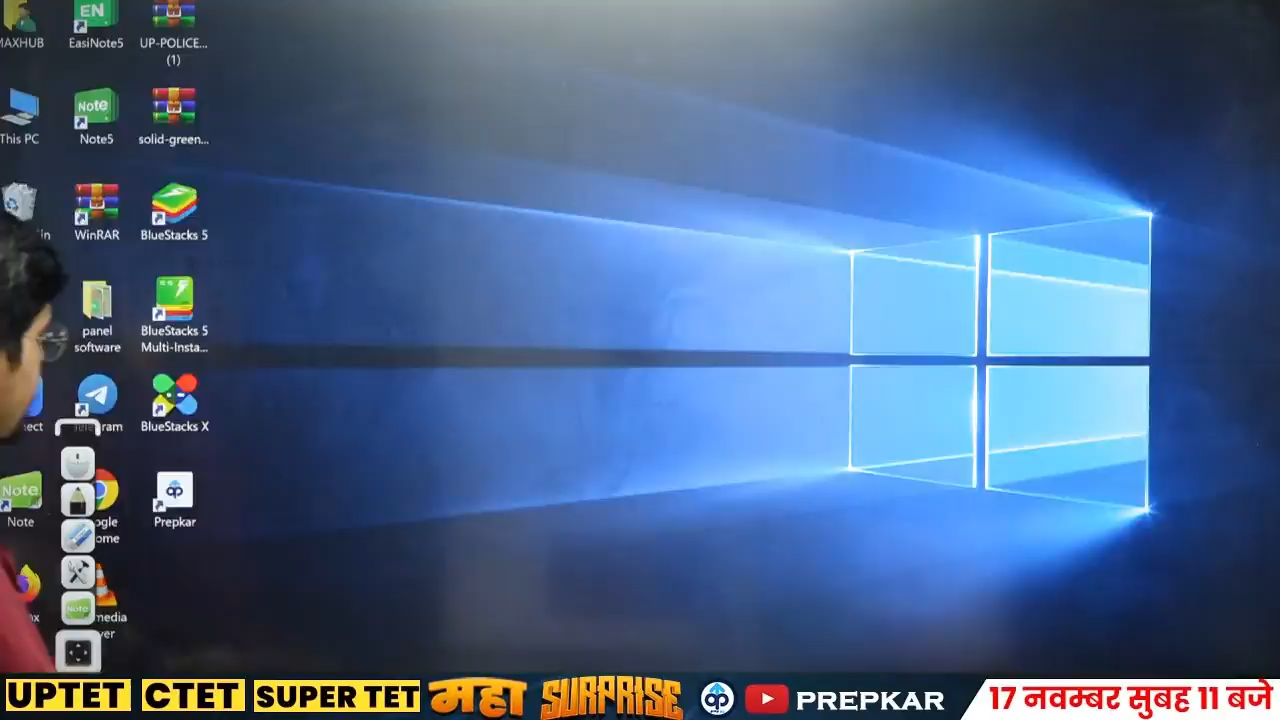 MAXHUB
EasiNote5
UP-POLICE...
(1)
This PC
Note5
solid-green...
WinRAR
BlueStacks 5
panel
software
BlueStacks 5
Multi-Insta...
BlueStacks X
Note
Prepkar
UPTET CTET SUPER TET महा SURPRISE PREPKAR 17 नवम्बर सुबह 11 बजे